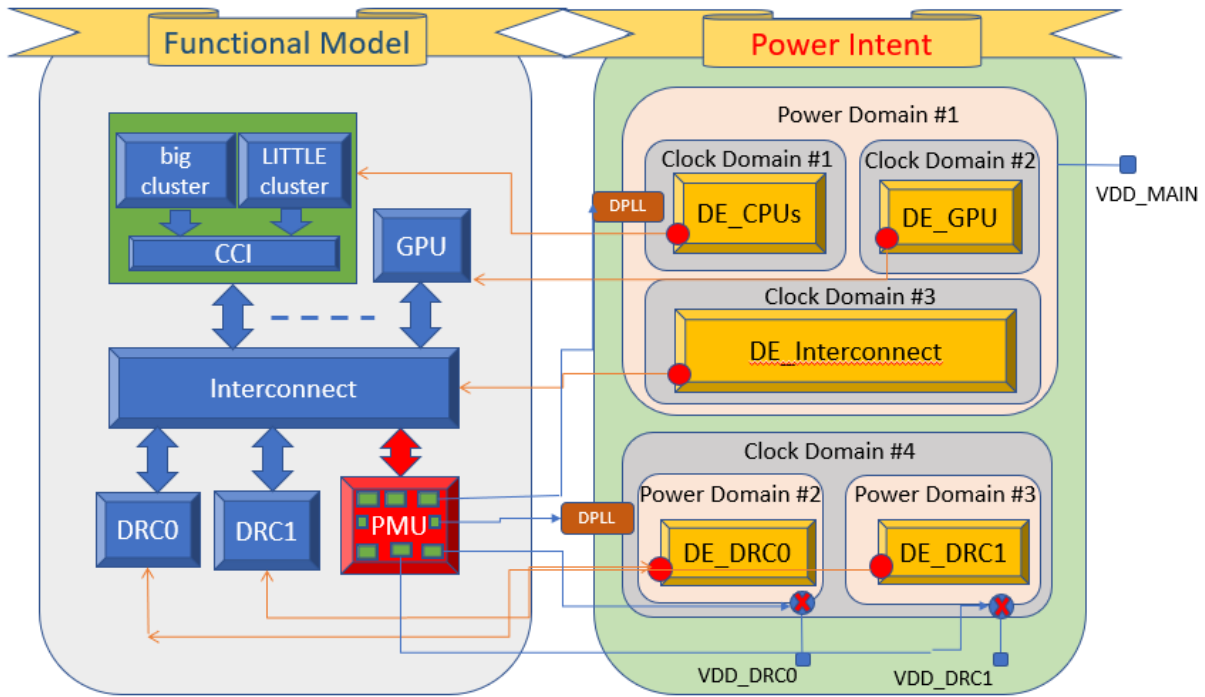 Functional Model
Power Intent
big
cluster
LITTLE
cluster
CCI
GPU
Interconnect
DRC0
DRC1
PMU
Power Domain #1
Clock Domain #1
DPLL
DE_CPUs
Clock Domain #2
DE_GPU
VDD_MAIN
Clock Domain #3
DE_Interconnect
Clock Domain #4
Power Domain #2
DPLL
DE_DRC0
Power Domain #3
DE_DRC1
VDD_DRC0
VDD_DRC1